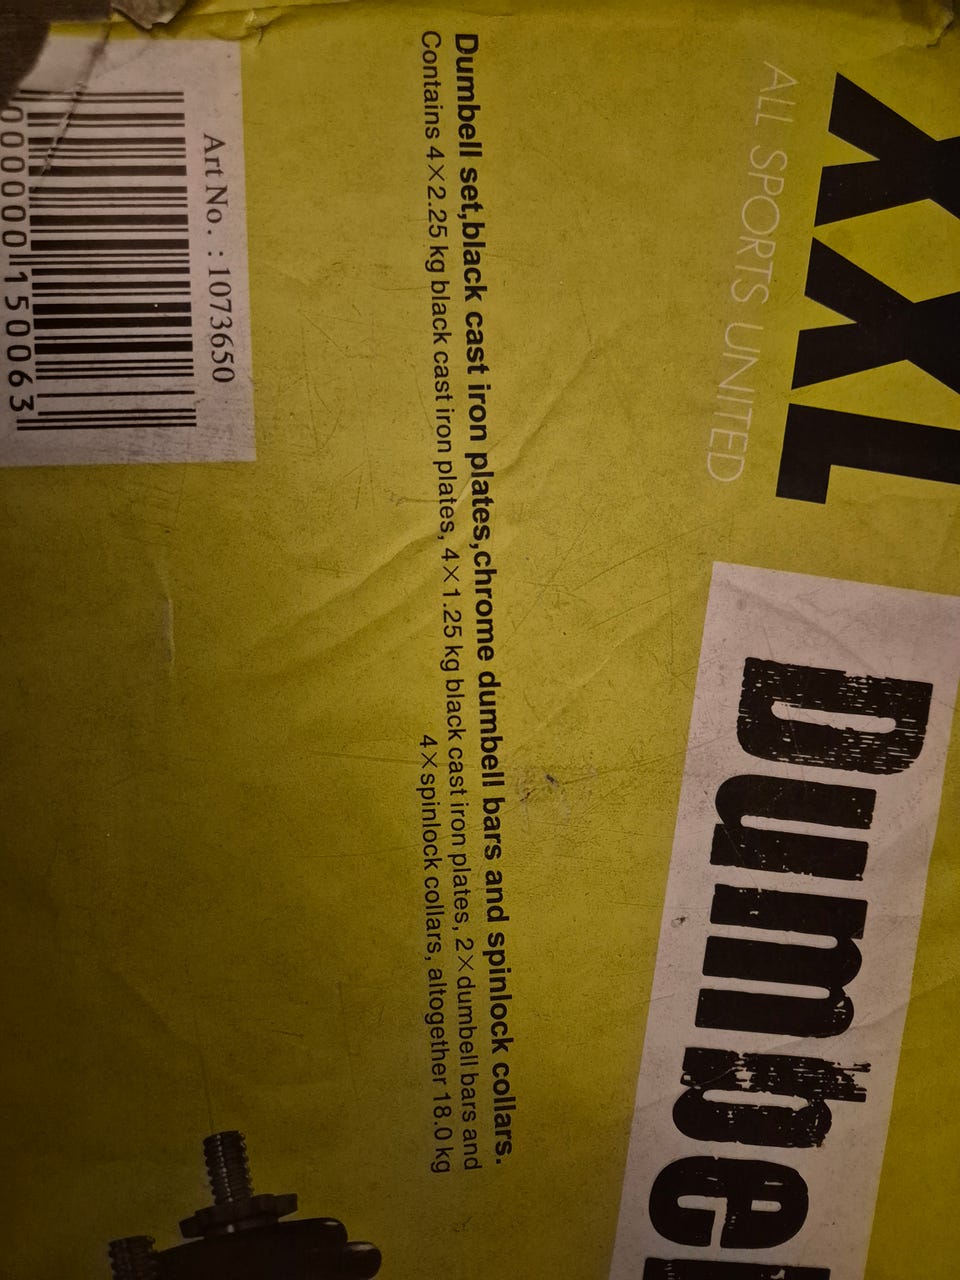 XXL
ALL SPORTS UNITED
Dumbel
Dumbell set,black cast iron plates,chrome dumbell bars and spinlock collars.
Contains 4×2.25 kg black cast iron plates, 4×1.25 kg black cast iron plates, 2×dumbell bars and
4×spinlock collars, altogether 18.0 kg
Art No. : 1073650
000000150063